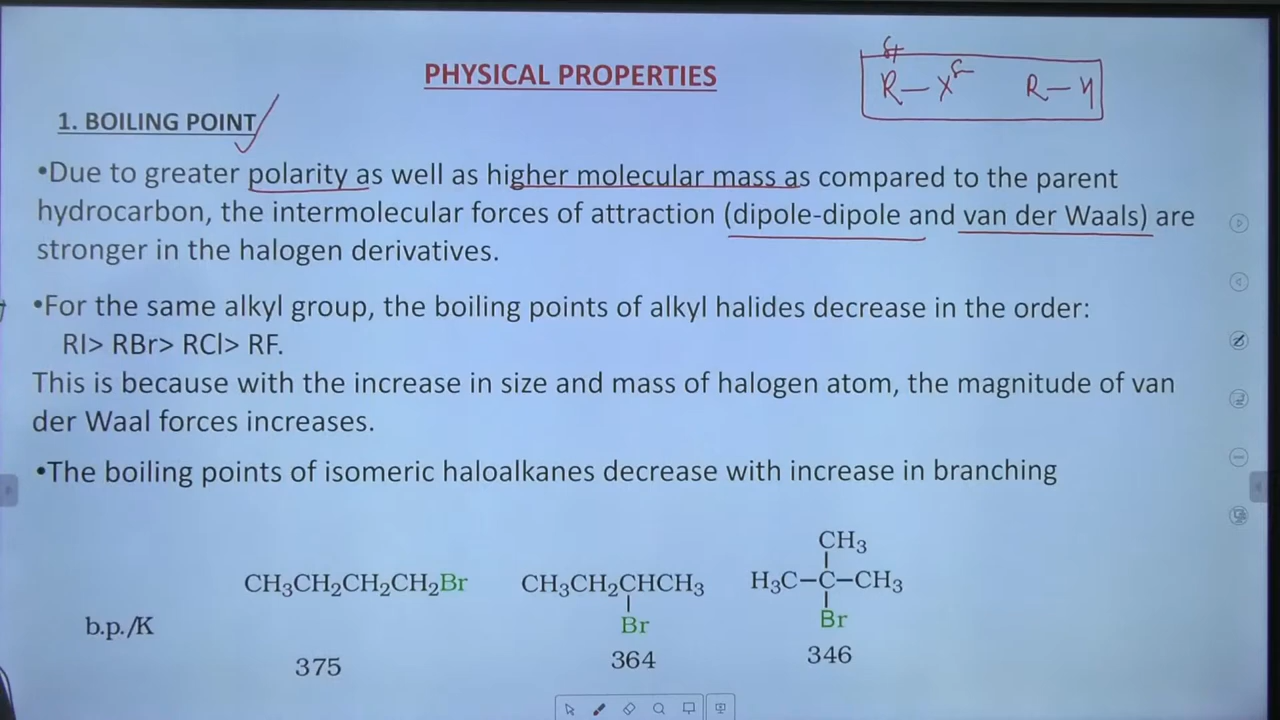 PHYSICAL PROPERTIES
δ+
R—X δ- R—H
1. BOILING POINT
•Due to greater polarity as well as higher molecular mass as compared to the parent
hydrocarbon, the intermolecular forces of attraction (dipole-dipole and van der Waals) are
stronger in the halogen derivatives.
•For the same alkyl group, the boiling points of alkyl halides decrease in the order:
RI> RBr> RCl> RF.
This is because with the increase in size and mass of halogen atom, the magnitude of van
der Waal forces increases.
•The boiling points of isomeric haloalkanes decrease with increase in branching
CH₃
CH₃CH₂CH₂CH₂Br CH₃CH₂CHCH₃ H₃C–C–CH₃
b.p./K Br Br
375 364 346